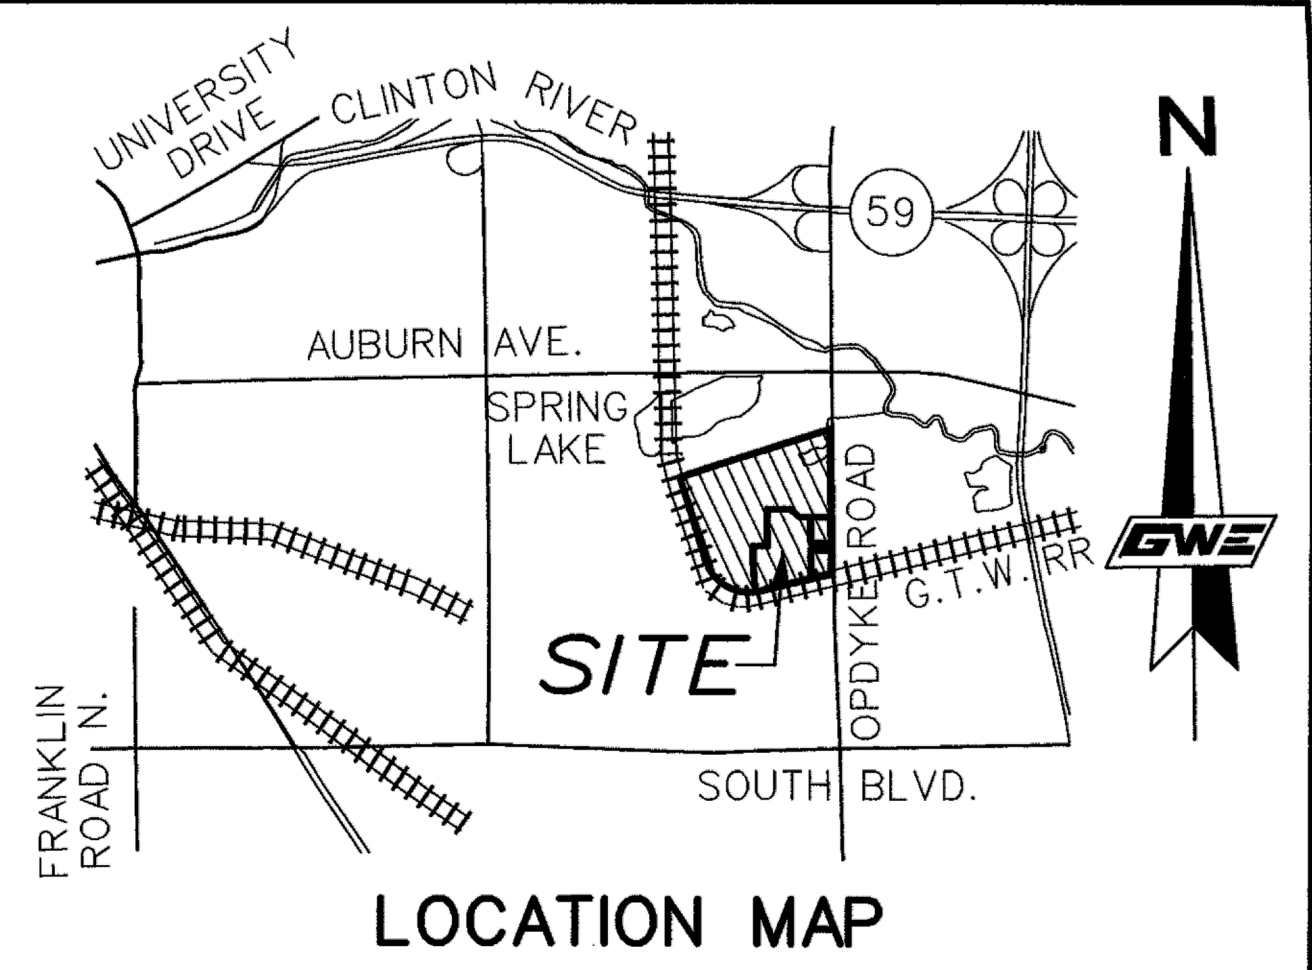 UNIVERSITY
DRIVE
CLINTON RIVER
N
59
AUBURN AVE.
SPRING
LAKE
OPDYKE ROAD
GWE
G.T.W. RR
SITE
FRANKLIN
ROAD N.
SOUTH BLVD.
LOCATION MAP